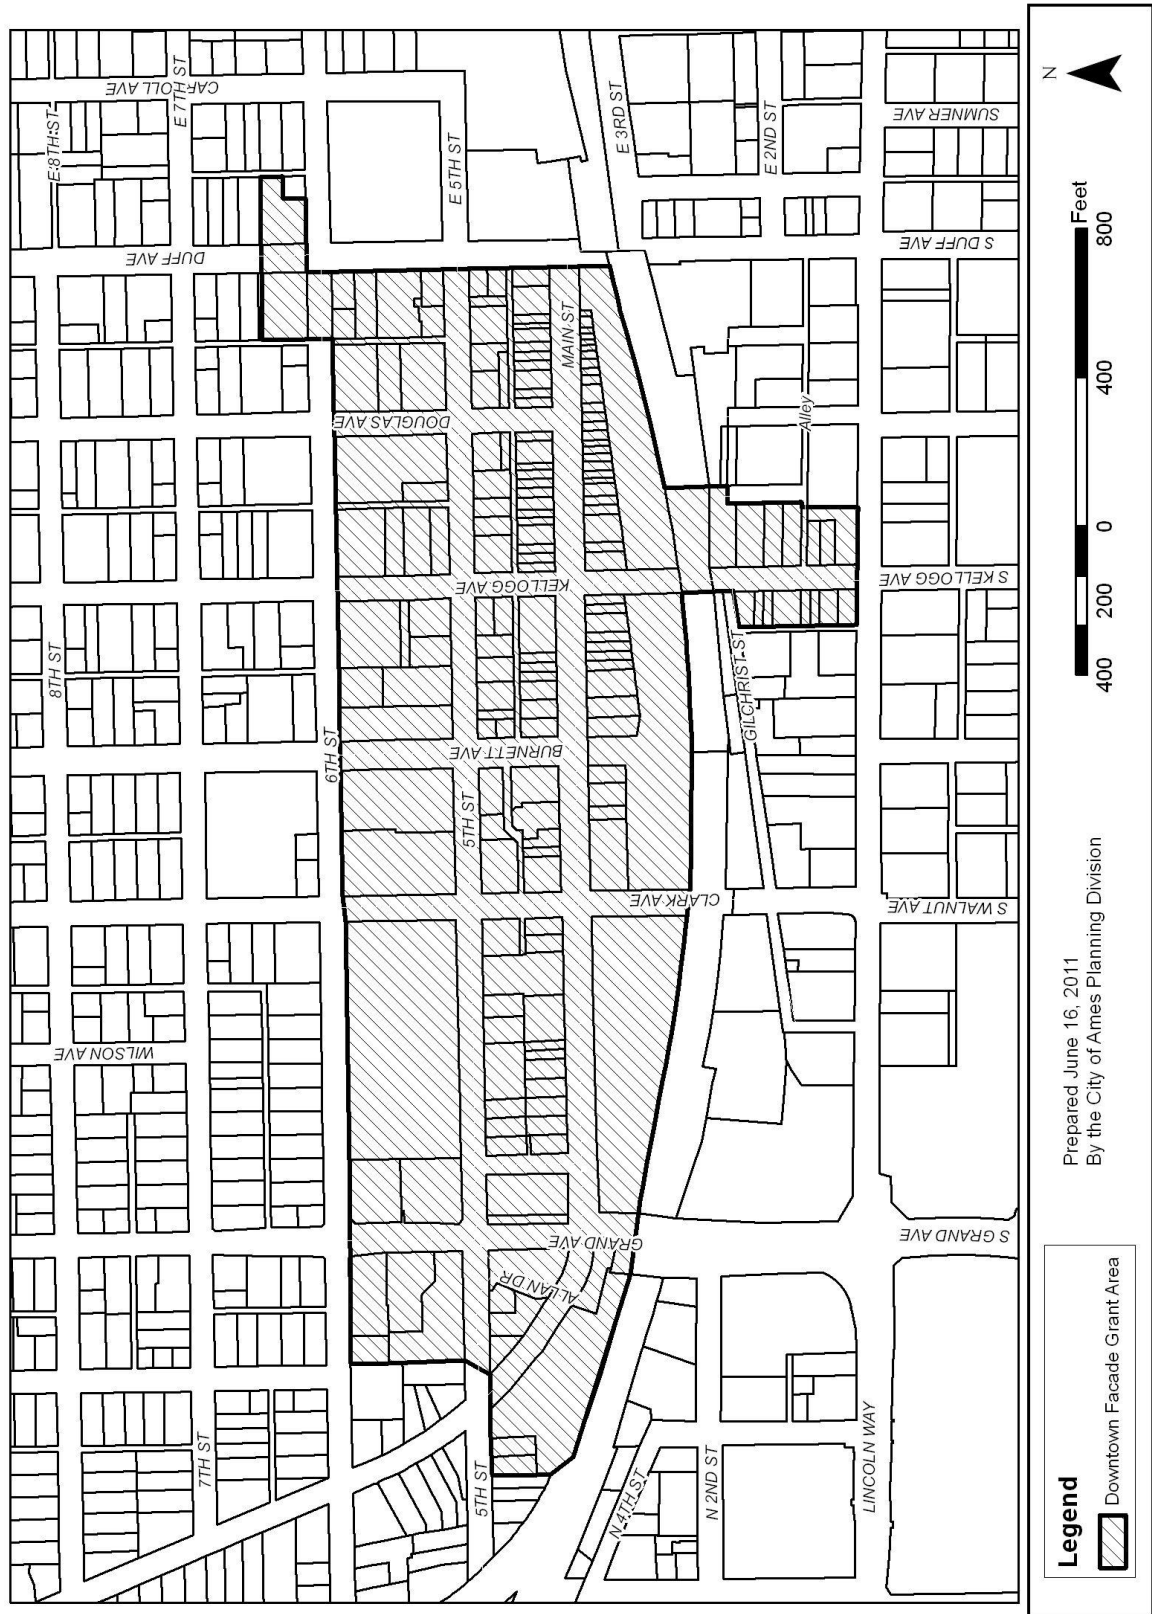 E 8TH ST
E 7TH ST
CARROLL AVE
E 5TH ST
E 3RD ST
E 2ND ST
SUMNER AVE
DUFF AVE
S DUFF AVE
MAIN ST
DOUGLAS AVE
Alley
KELLOGG AVE
S KELLOGG AVE
8TH ST
6TH ST
BURNETT AVE
GILCHRIST ST
5TH ST
CLARK AVE
S WALNUT AVE
WILSON AVE
GRAND AVE
S GRAND AVE
ALLAN DR
7TH ST
5TH ST
N 4TH ST
N 2ND ST
LINCOLN WAY
Legend
Downtown Facade Grant Area
Prepared June 16, 2011
By the City of Ames Planning Division
400 200 0 400 800
Feet
N